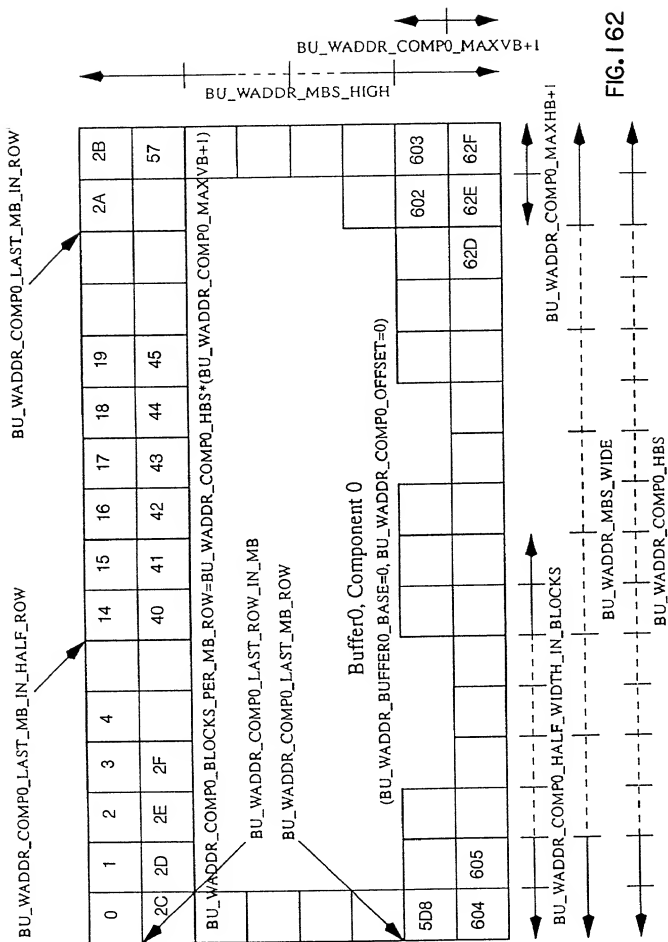 BU_WADDR_COMP0_LAST_MB_IN_HALF_ROW
BU_WADDR_COMP0_LAST_MB_IN_ROW
0 1 2 3 4 14 15 16 17 18 19 2A 2B
2C 2D 2E 2F 40 41 42 43 44 45 57
BU_WADDR_COMP0_BLOCKS_PER_MB_ROW=BU_WADDR_COMP0_HBS*(BU_WADDR_COMP0_MAXVB+1)
BU_WADDR_COMP0_LAST_ROW_IN_MB
BU_WADDR_COMP0_LAST_MB_ROW
Buffer0, Component 0
(BU_WADDR_BUFFER0_BASE=0, BU_WADDR_COMP0_OFFSET=0)
5D8 602 603
604 605 62D 62E 62F
BU_WADDR_MBS_HIGH
BU_WADDR_COMP0_MAXVB+1
BU_WADDR_COMP0_HALF_WIDTH_IN_BLOCKS
BU_WADDR_COMP0_MAXHB+1
BU_WADDR_MBS_WIDE
BU_WADDR_COMP0_HBS
FIG.162